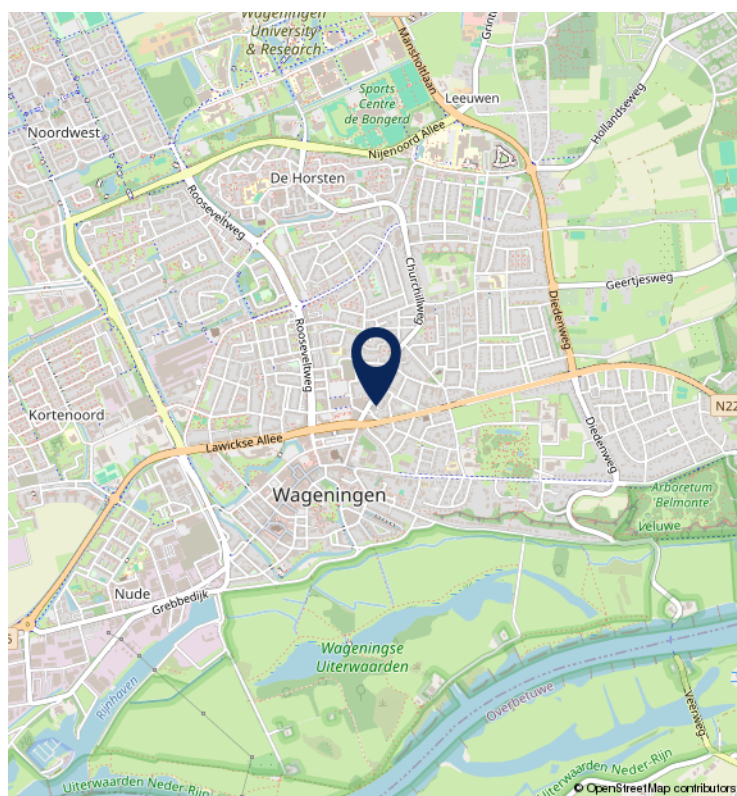 Wageningen
University
& Research
Mansholtlaan
Sports
Centre
de Bongerd
Leeuwen
Hollandseweg
Noordwest
Nijenoord Allee
De Horsten
Rooseveltweg
Churchillweg
Geertjesweg
Diedenweg
Rooseveltweg
Kortenoord
N22
Lawickse Allee
Diedenweg
Wageningen
Arboretum
'Belmonte'
Veluwe
Nude
Grebbedijk
Wageningse
Uiterwaarden
Rijnhaven
Overbetuwe
Veerweg
Uiterwaarden Neder-Rijn
Uiterwaarden Neder-Rijn
© OpenStreetMap contributors